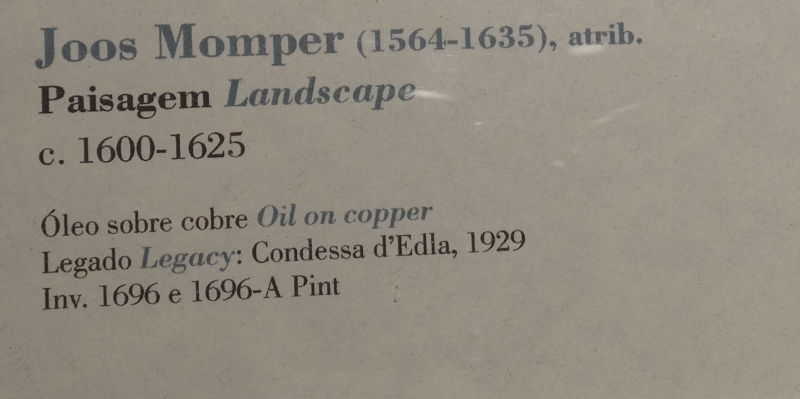 Joos Momper (1564-1635), atrib.
Paisagem Landscape
c. 1600-1625
Óleo sobre cobre Oil on copper
Legado Legacy: Condessa d’Edla, 1929
Inv. 1696 e 1696-A Pint